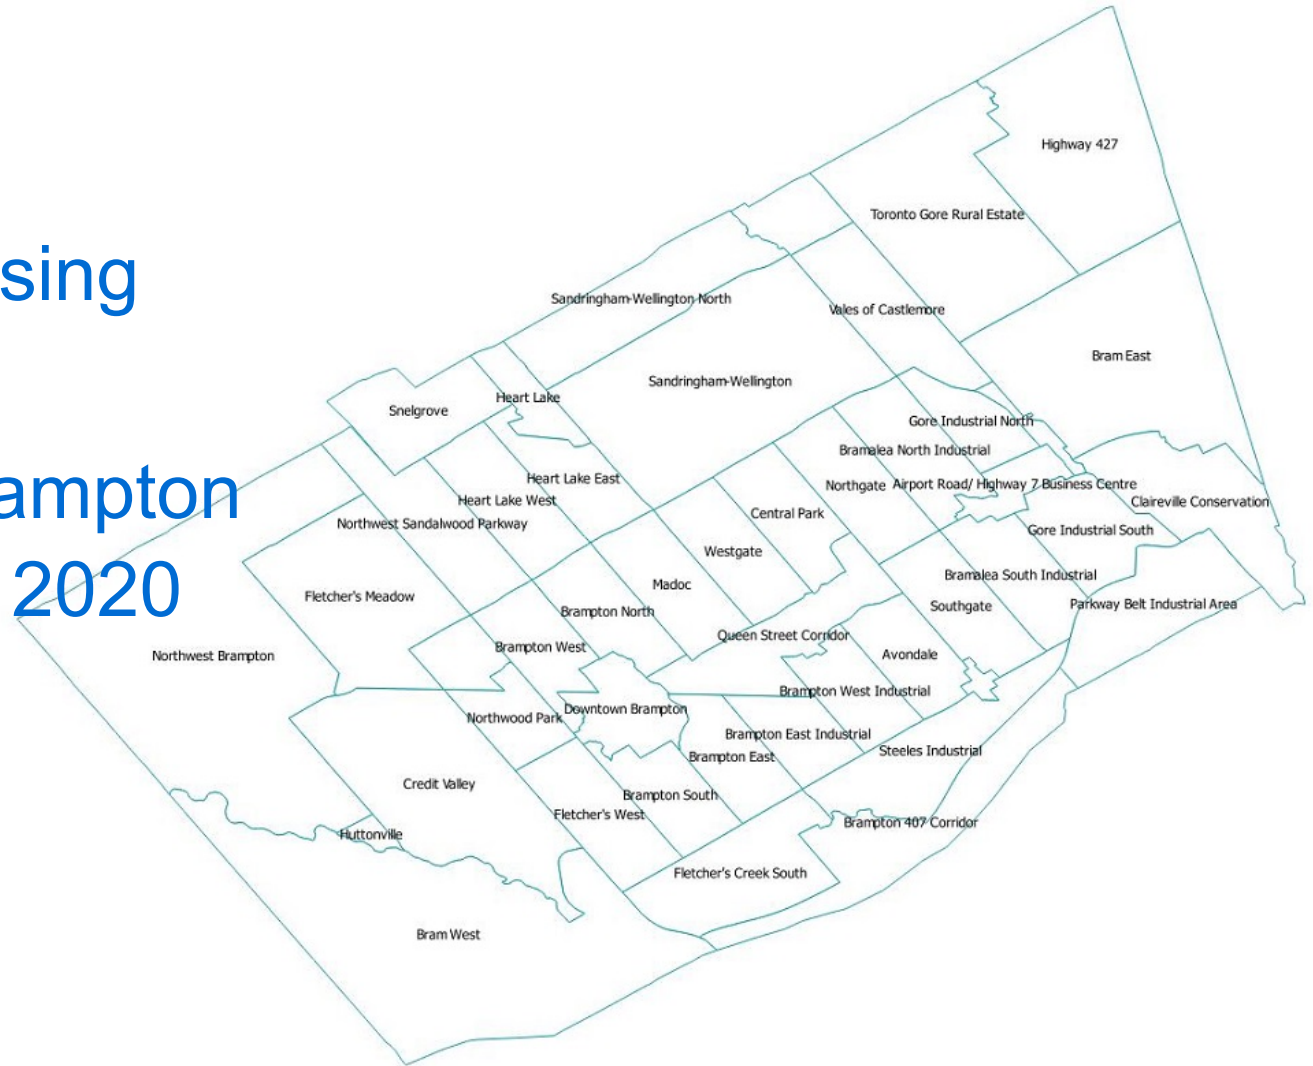 Highway 427
Toronto Gore Rural Estate
sing
Sandringham-Wellington North
Vales of Castlemore
Bram East
Sandringham-Wellington
Heart Lake
Snelgrove
Gore Industrial North
Bramalea North Industrial
Heart Lake East
Northgate
Airport Road/ Highway 7 Business Centre
ampton
Heart Lake West
Claireville Conservation
Central Park
Northwest Sandalwood Parkway
Gore Industrial South
Westgate
Bramalea South Industrial
2020
Madoc
Fletcher's Meadow
Southgate
Parkway Belt Industrial Area
Brampton North
Queen Street Corridor
Brampton West
Avondale
Northwest Brampton
Brampton West Industrial
Downtown Brampton
Northwood Park
Brampton East Industrial
Steeles Industrial
Brampton East
Credit Valley
Brampton South
Fletcher's West
Brampton 407 Corridor
Huttonville
Fletcher's Creek South
Bram West